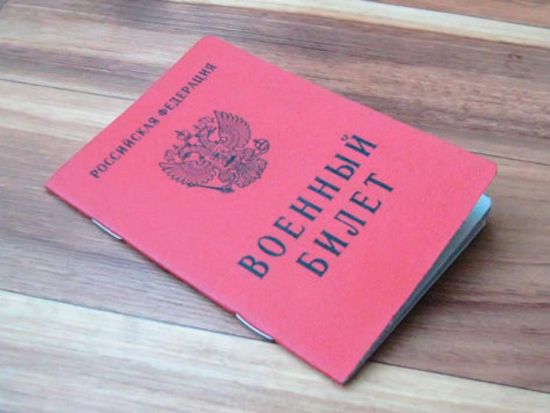 РОССИЙСКАЯ ФЕДЕРАЦИЯ
ВОЕННЫЙ
БИЛЕТ